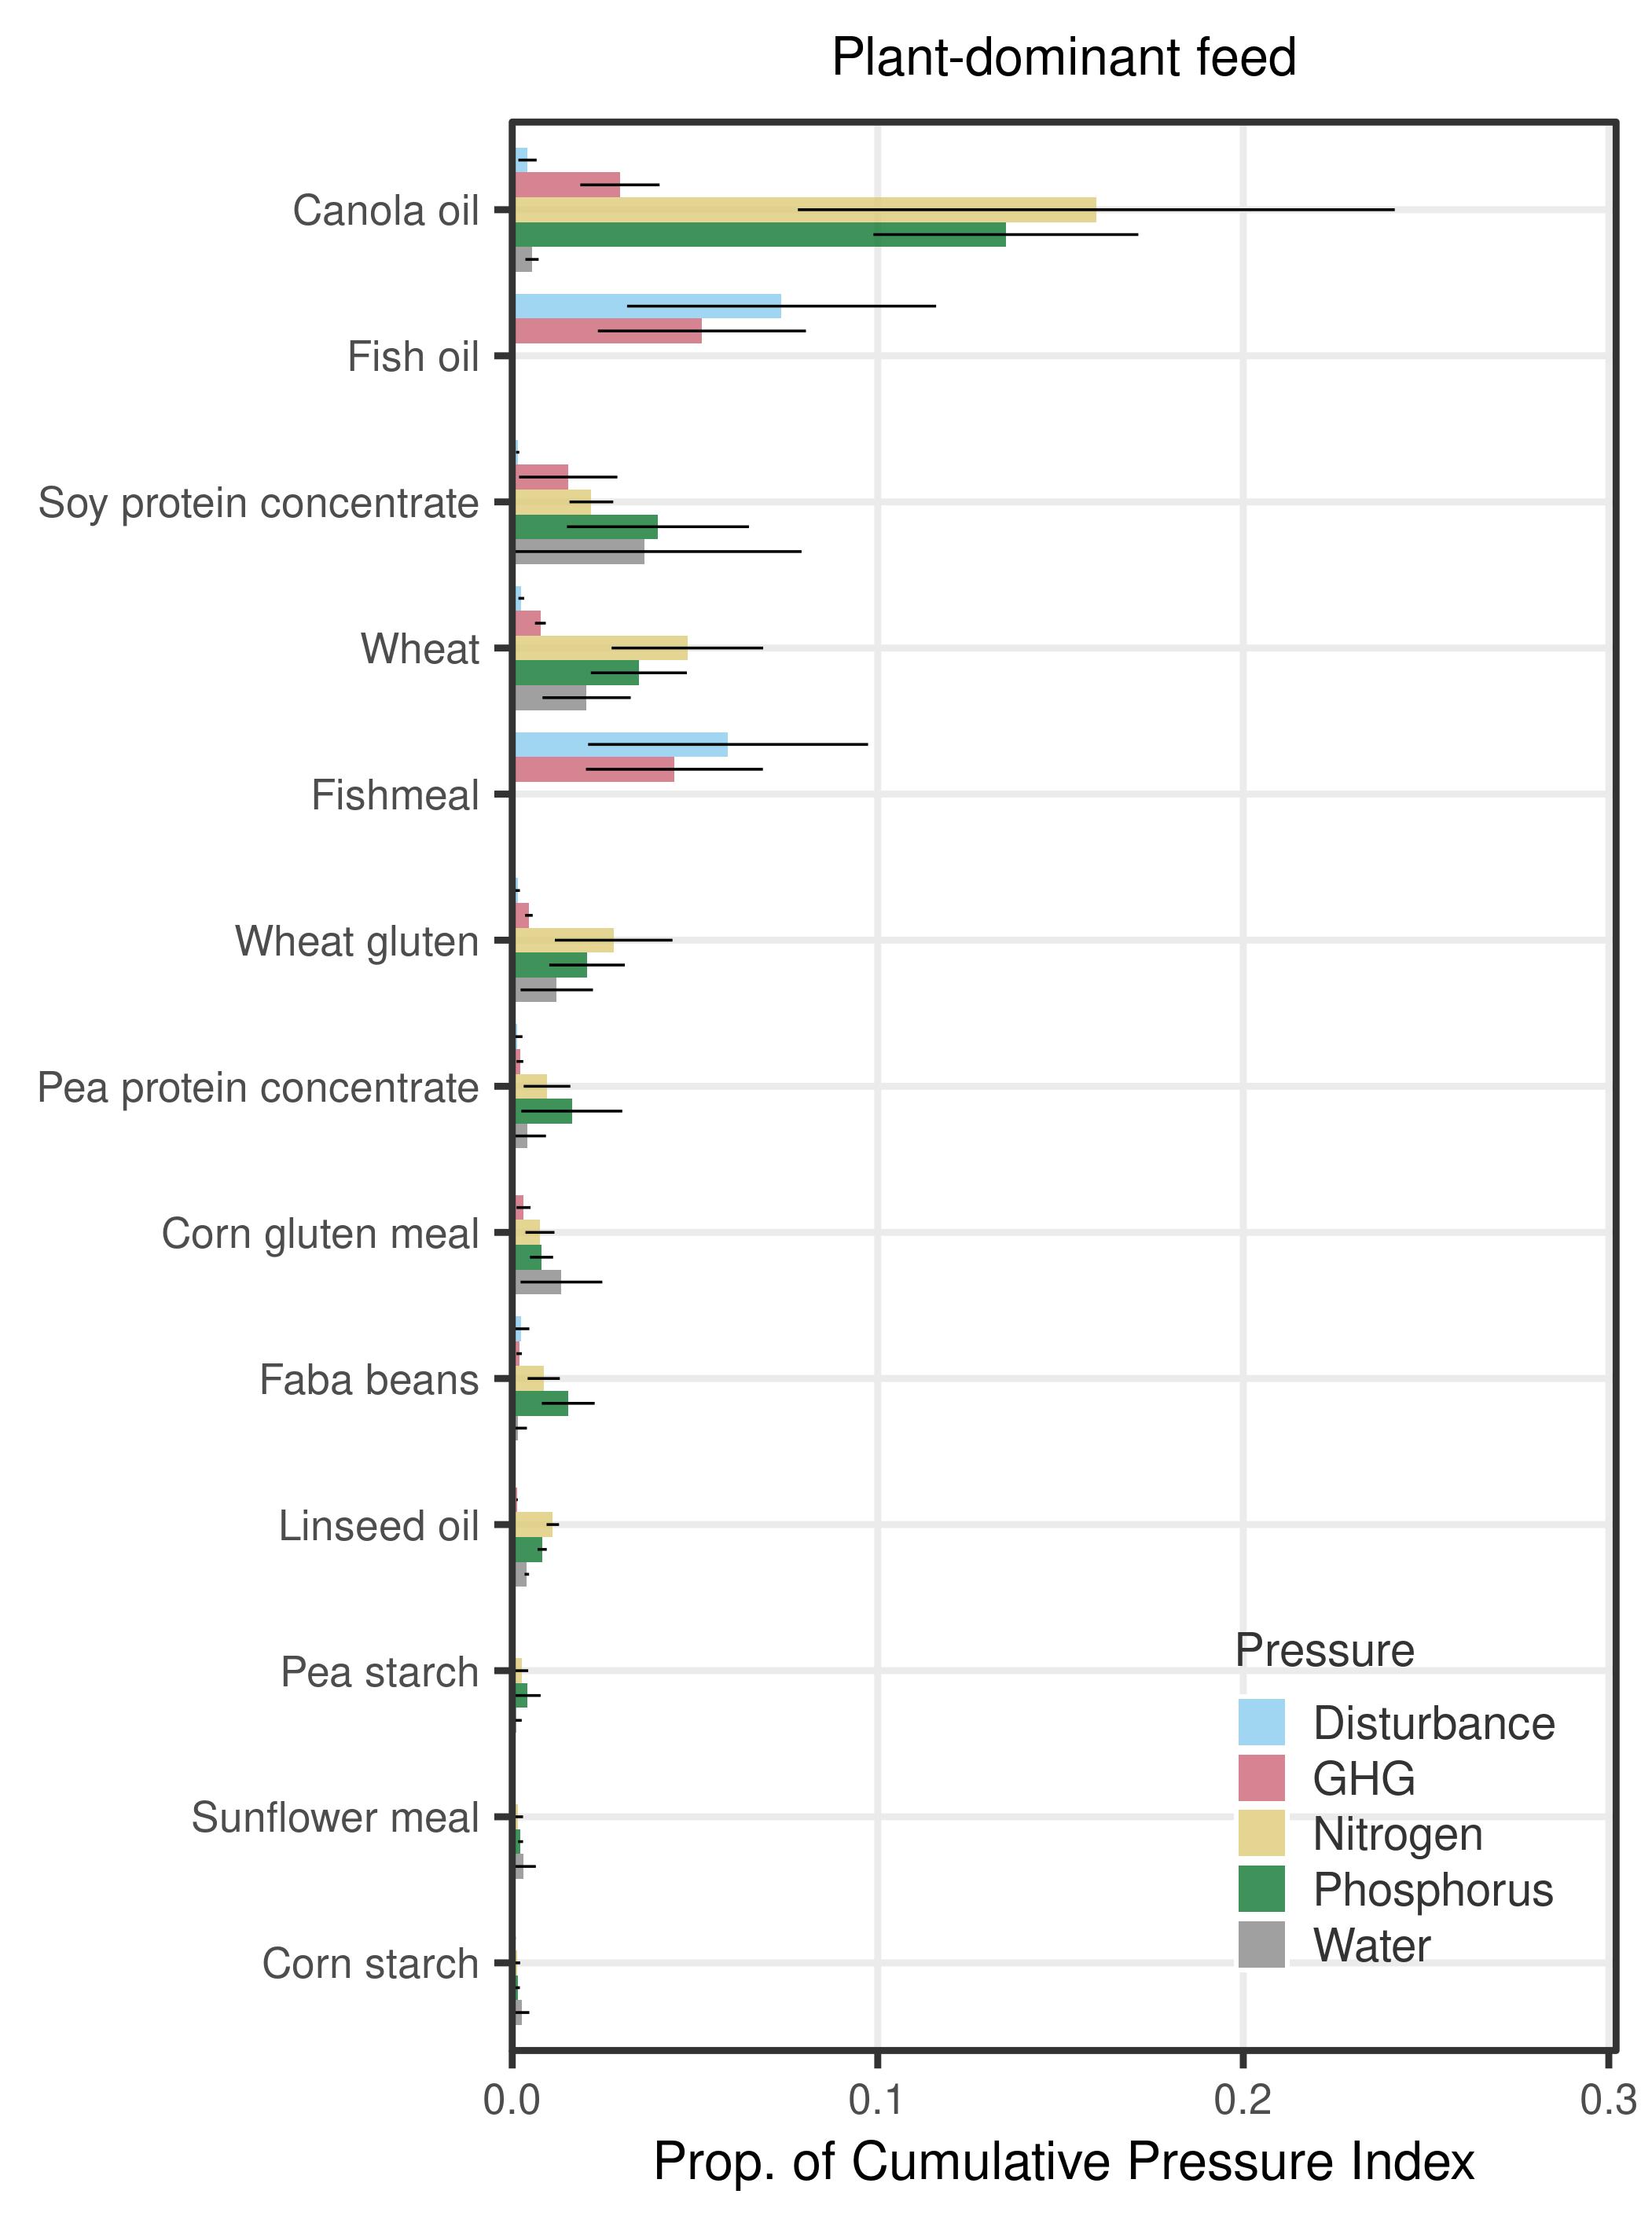 Plant-dominant feed
Canola oil
Fish oil
Soy protein concentrate
Wheat
Fishmeal
Wheat gluten
Pea protein concentrate
Corn gluten meal
Faba beans
Linseed oil
Pea starch
Sunflower meal
Corn starch
Pressure
Disturbance
GHG
Nitrogen
Phosphorus
Water
0.0 0.1 0.2 0.3
Prop. of Cumulative Pressure Index